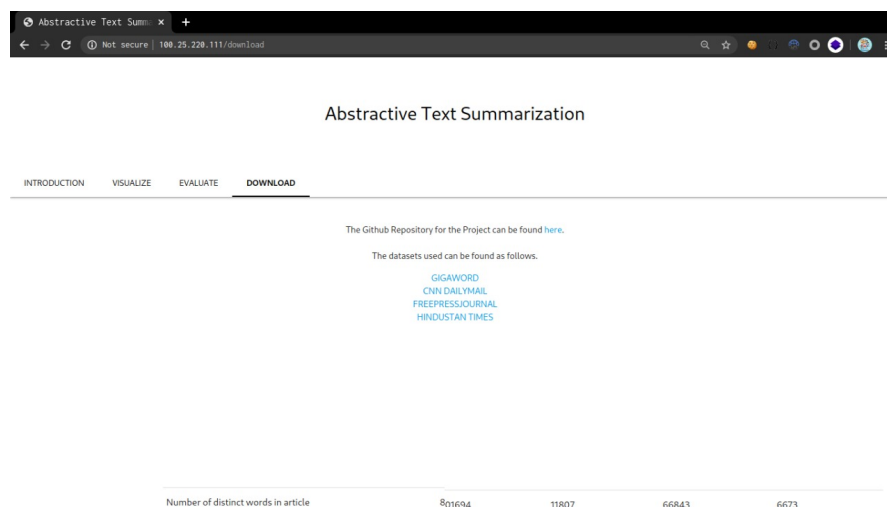 Abstractive Text Summa
Not secure | 100.25.220.111/download
Abstractive Text Summarization
INTRODUCTION VISUALIZE EVALUATE DOWNLOAD
The Github Repository for the Project can be found here.
The datasets used can be found as follows.
GIGAWORD
CNN DAILYMAIL
FREEPRESSJOURNAL
HINDUSTAN TIMES
Number of distinct words in article 801694 11807 66843 6673